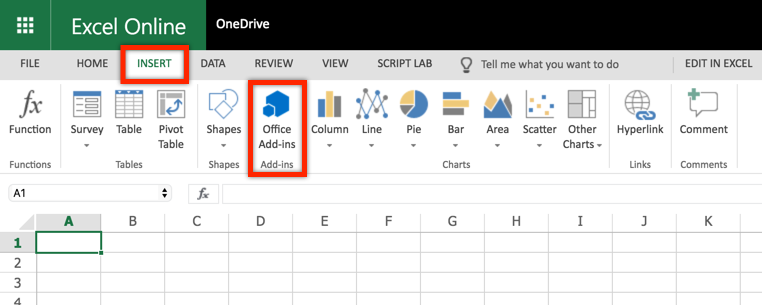 Excel Online OneDrive
FILE HOME INSERT DATA REVIEW VIEW SCRIPT LAB Tell me what you want to do EDIT IN EXCEL
fx
Function Survey Table Pivot Table Shapes Office Add-ins Column Line Pie Bar Area Scatter Other Charts Hyperlink Comment
Functions Tables Shapes Add-ins Charts Links Comments
A1 fx
A B C D E F G H I J K
1
2
3
4